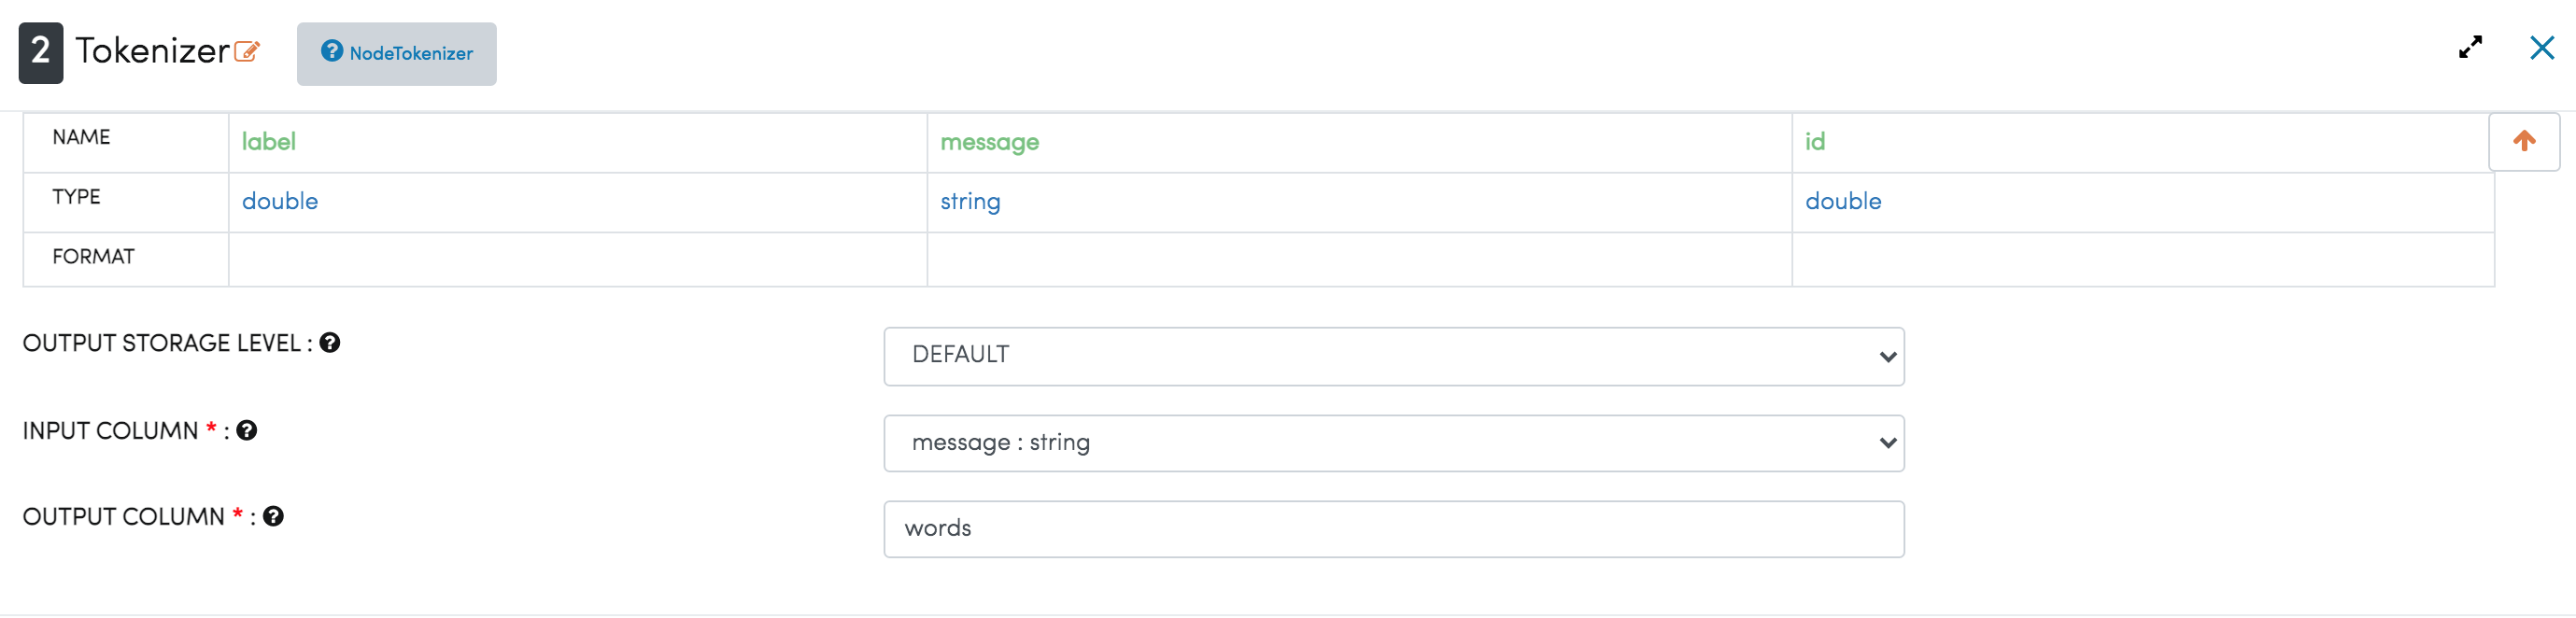 2 Tokenizer ? NodeTokenizer
NAME label message id
TYPE double string double
FORMAT
OUTPUT STORAGE LEVEL : ? DEFAULT
INPUT COLUMN * : ? message : string
OUTPUT COLUMN * : ? words